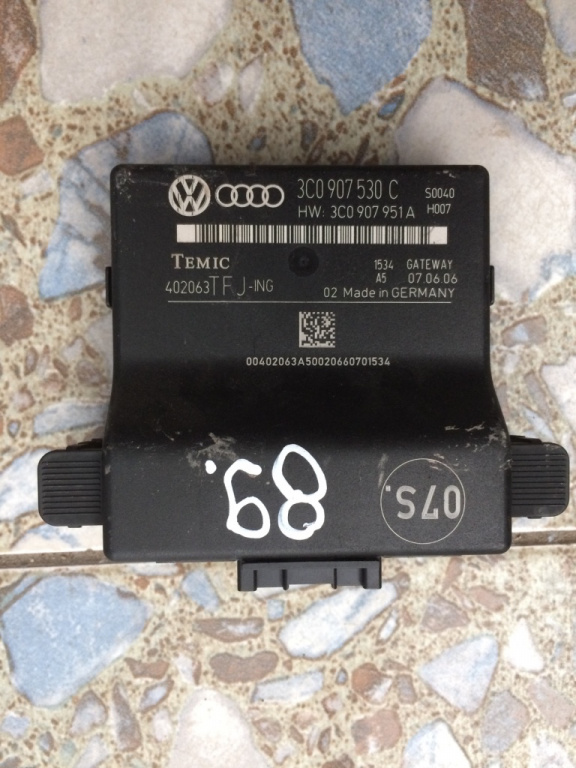 3C0 907 530 C S0040
HW: 3C0 907 951 A H007
TEMIC 1534 GATEWAY
A5 07.06.06
402063TFJ-ING 02 Made in GERMANY
00402063A50020660701534
89.
07S.